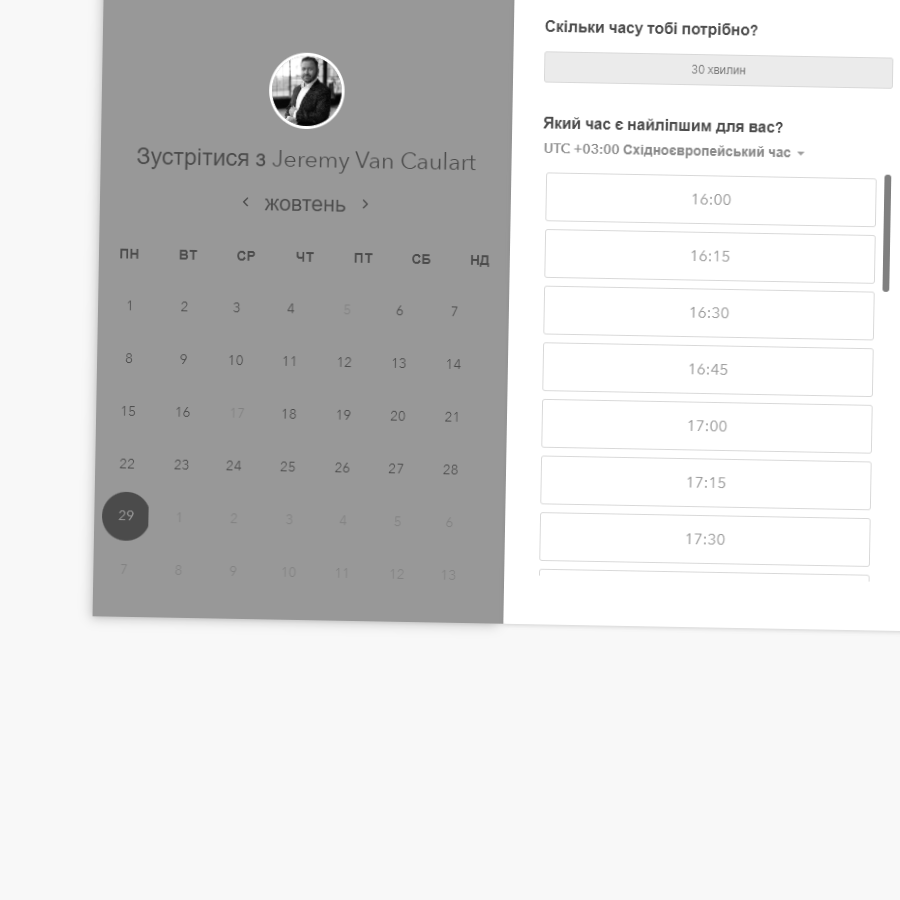 Зустрітися з Jeremy Van Caulart
жовтень
ПН ВТ СР ЧТ ПТ СБ НД
1 2 3 4 5 6 7
8 9 10 11 12 13 14
15 16 17 18 19 20 21
22 23 24 25 26 27 28
29 1 2 3 4 5 6
7 8 9 10 11 12 13
Скільки часу тобі потрібно?
30 хвилин
Який час є найліпшим для вас?
UTC +03:00 Східноєвропейський час
16:00
16:15
16:30
16:45
17:00
17:15
17:30